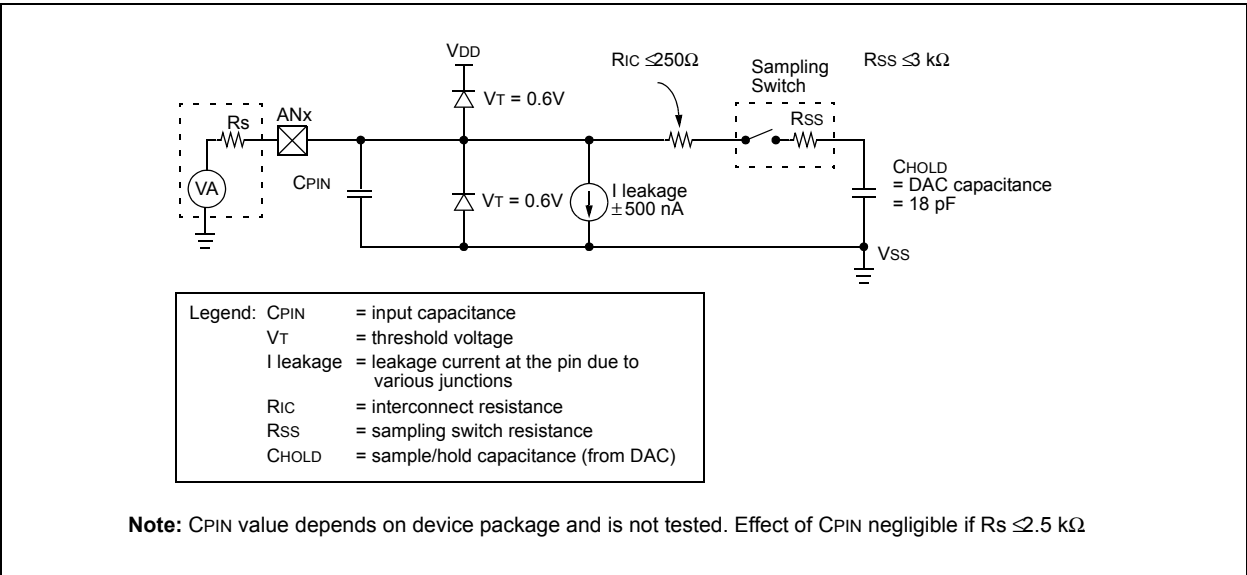 VDD
RIC ≤250Ω
Sampling
Switch
RSS ≤3 kΩ
VT = 0.6V
Rs
ANx
RSS
CPIN
VA
VT = 0.6V
I leakage
±500 nA
CHOLD
= DAC capacitance
= 18 pF
VSS
Legend: CPIN = input capacitance
VT = threshold voltage
I leakage = leakage current at the pin due to
various junctions
RIC = interconnect resistance
RSS = sampling switch resistance
CHOLD = sample/hold capacitance (from DAC)
Note: CPIN value depends on device package and is not tested. Effect of CPIN negligible if Rs ≤2.5 kΩ